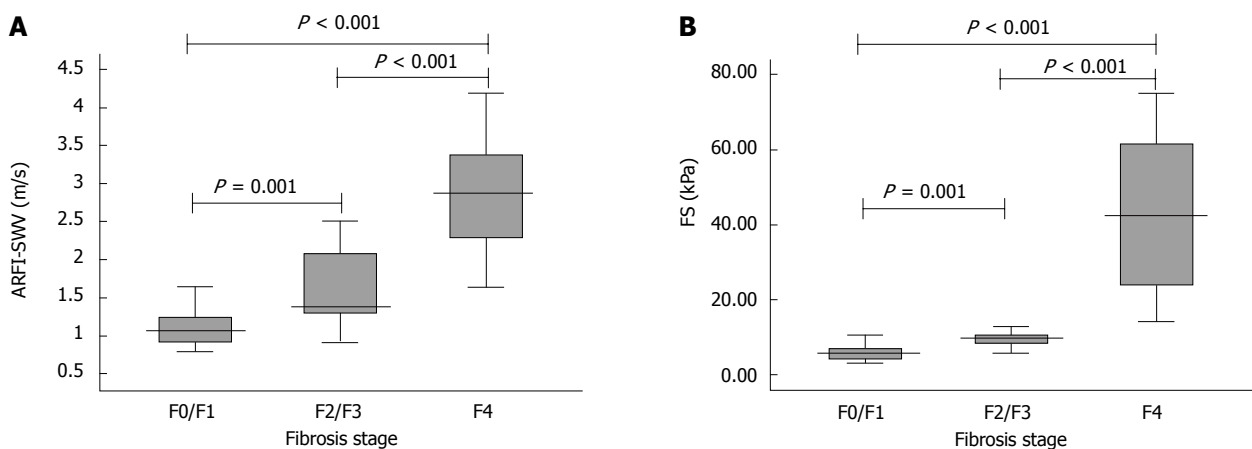 A
P < 0.001
P < 0.001
P = 0.001
ARFI-SWV (m/s)
4.5
4
3.5
3
2.5
2
1.5
1
0.5
F0/F1
F2/F3
F4
Fibrosis stage
B
P < 0.001
P < 0.001
P = 0.001
FS (kPa)
80.00
60.00
40.00
20.00
0.00
F0/F1
F2/F3
F4
Fibrosis stage